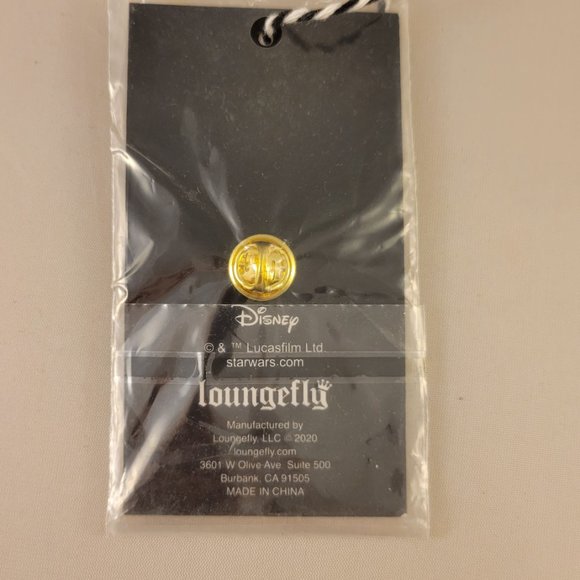 Disney
© & ™ Lucasfilm Ltd.
starwars.com
loungefly
Manufactured by
Loungefly, LLC © 2020
loungefly.com
3601 W Olive Ave. Suite 500
Burbank, CA 91505
MADE IN CHINA